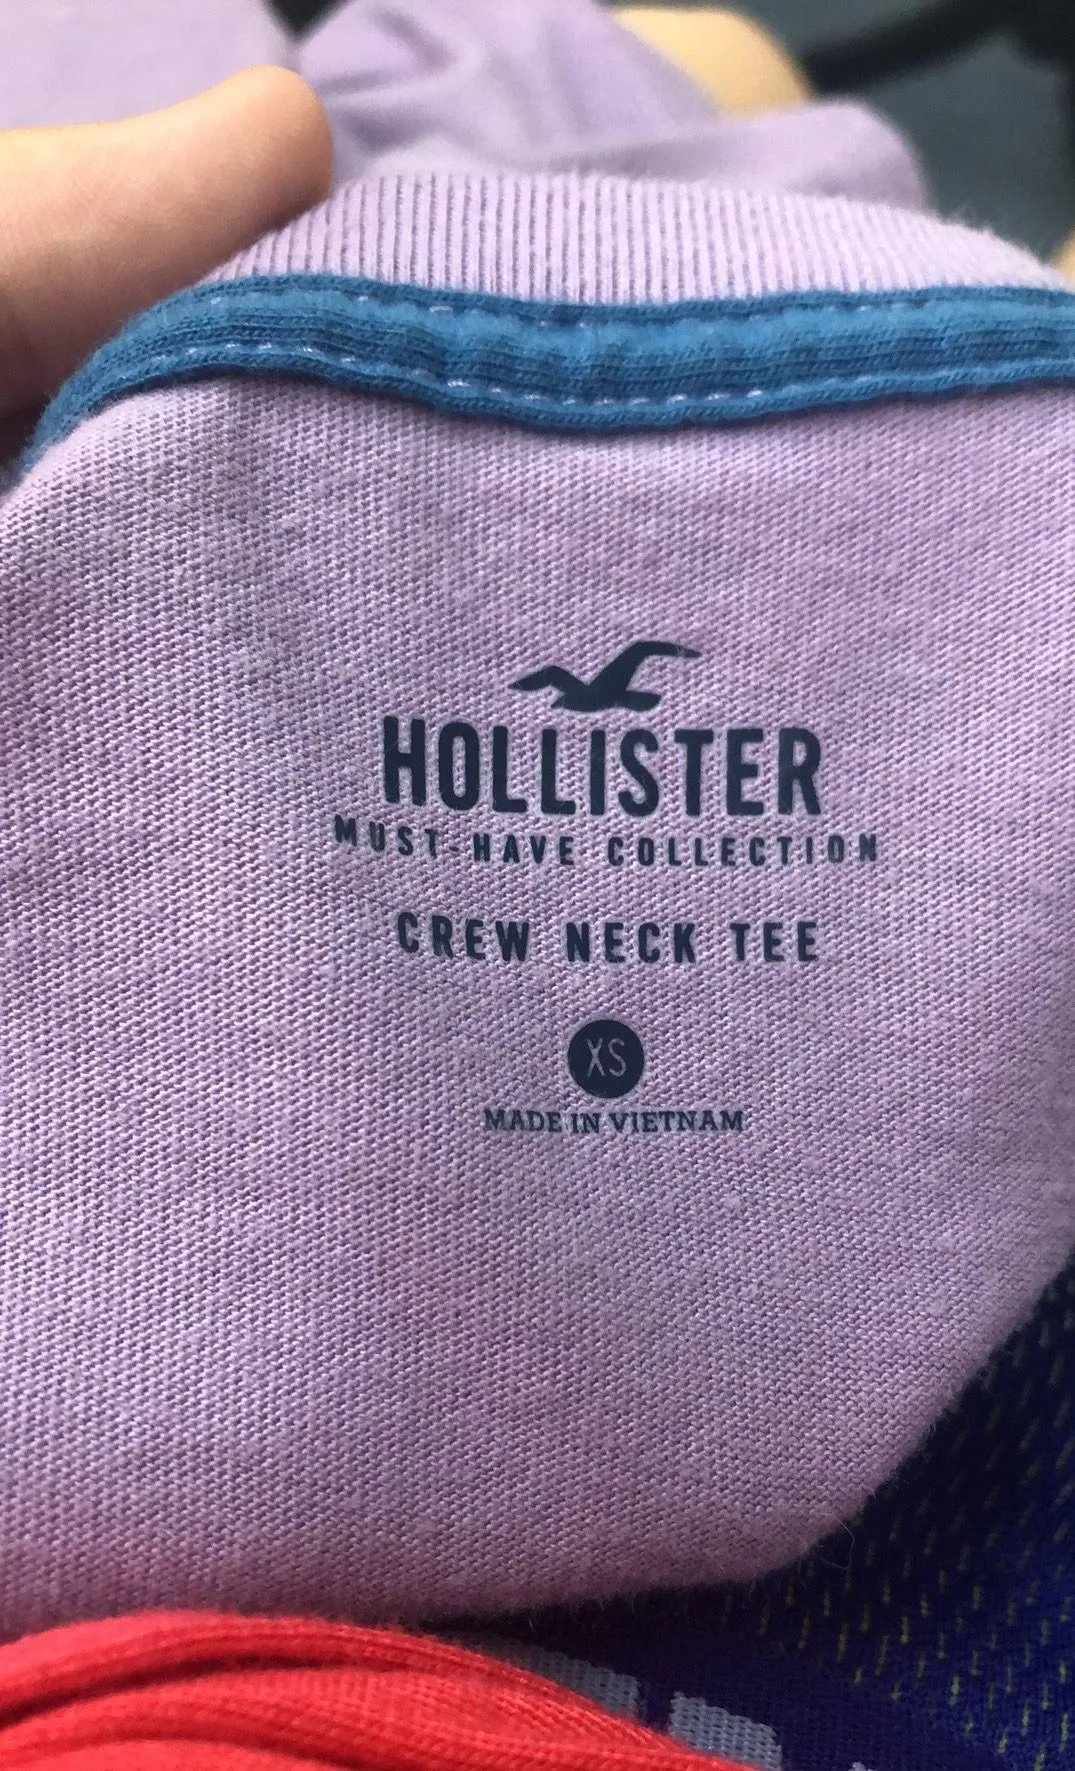 HOLLISTER
MUST-HAVE COLLECTION
CREW NECK TEE
XS
MADE IN VIETNAM